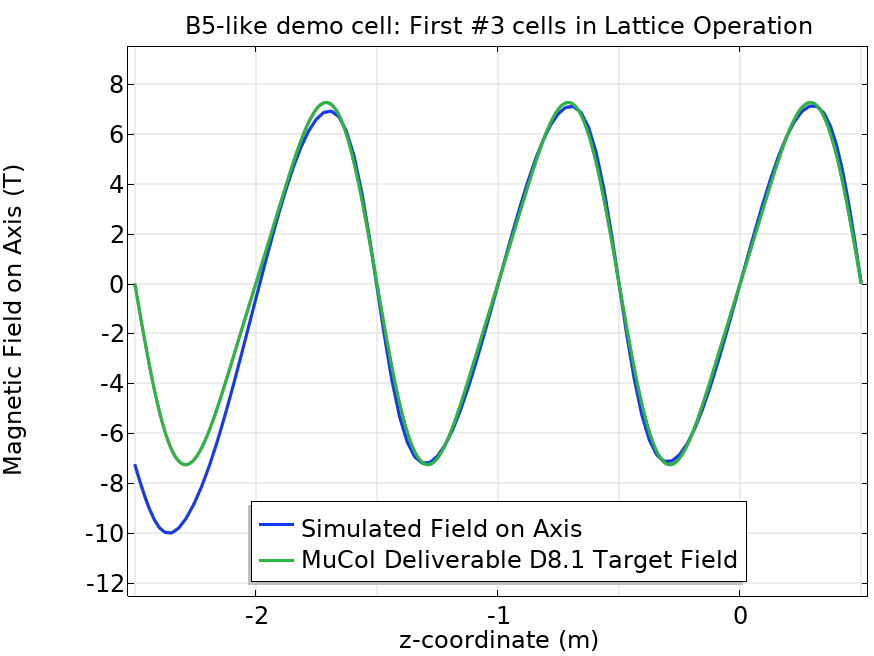 B5-like demo cell: First #3 cells in Lattice Operation
Magnetic Field on Axis (T)
8
6
4
2
0
-2
-4
-6
-8
-10
-12
Simulated Field on Axis
MuCol Deliverable D8.1 Target Field
-2
-1
0
z-coordinate (m)